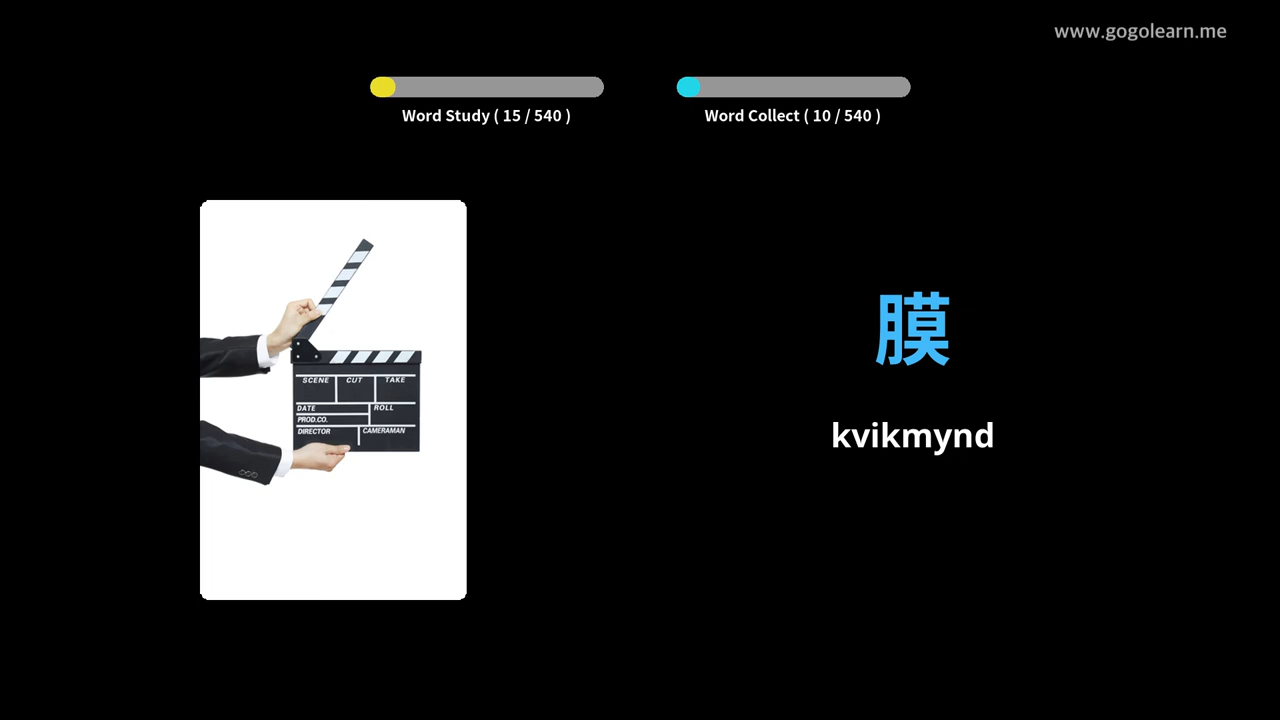 www.gogolearn.me
Word Study ( 15 / 540 )
Word Collect ( 10 / 540 )
SCENE CUT TAKE
DATE ROLL
PROD.CO.
DIRECTOR CAMERAMAN
膜
kvikmynd